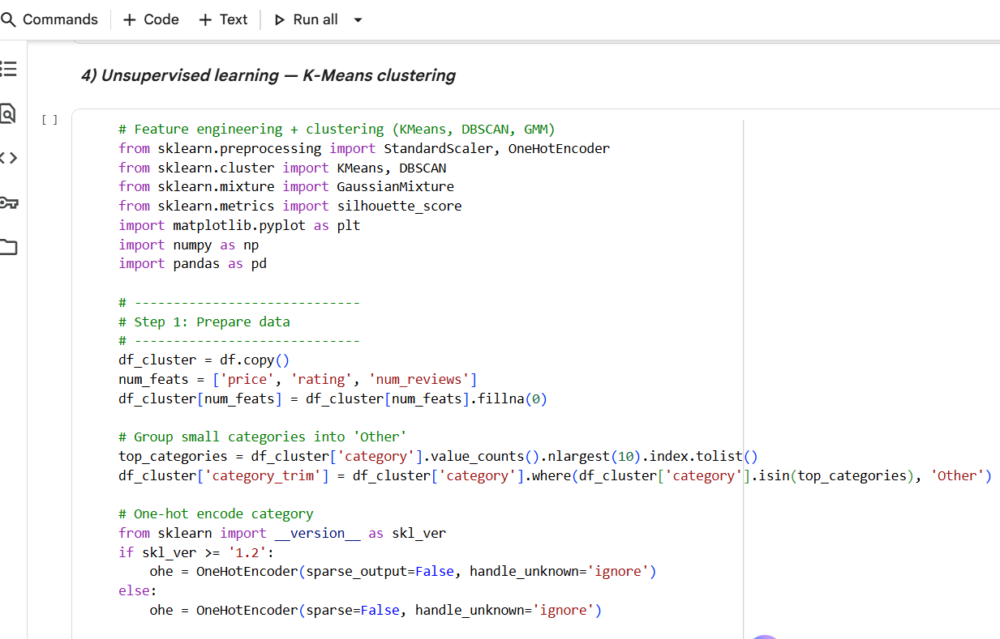 Commands + Code + Text Run all
4) Unsupervised learning — K-Means clustering
[ ]
# Feature engineering + clustering (KMeans, DBSCAN, GMM)
from sklearn.preprocessing import StandardScaler, OneHotEncoder
from sklearn.cluster import KMeans, DBSCAN
from sklearn.mixture import GaussianMixture
from sklearn.metrics import silhouette_score
import matplotlib.pyplot as plt
import numpy as np
import pandas as pd
# -----------------------------
# Step 1: Prepare data
# -----------------------------
df_cluster = df.copy()
num_feats = ['price', 'rating', 'num_reviews']
df_cluster[num_feats] = df_cluster[num_feats].fillna(0)
# Group small categories into 'Other'
top_categories = df_cluster['category'].value_counts().nlargest(10).index.tolist()
df_cluster['category_trim'] = df_cluster['category'].where(df_cluster['category'].isin(top_categories), 'Other')
# One-hot encode category
from sklearn import __version__ as skl_ver
if skl_ver >= '1.2':
    ohe = OneHotEncoder(sparse_output=False, handle_unknown='ignore')
else:
    ohe = OneHotEncoder(sparse=False, handle_unknown='ignore')